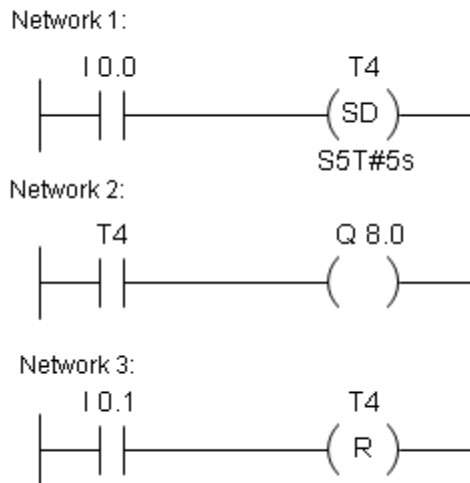 Network 1:
I 0.0 T4
SD
S5T#5s
Network 2:
T4 Q 8.0
Network 3:
I 0.1 T4
R